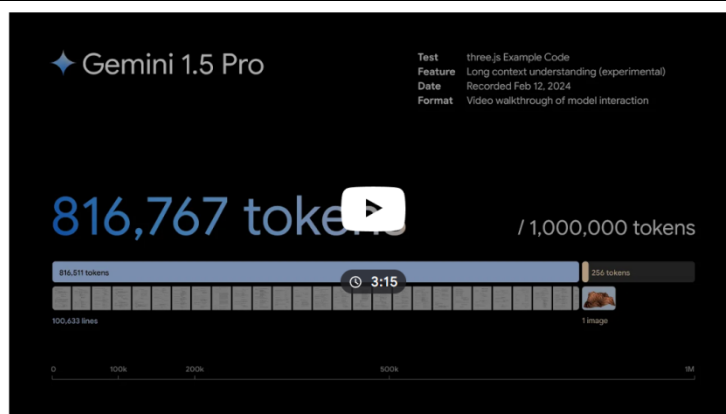 Gemini 1.5 Pro
Test three.js Example Code
Feature Long context understanding (experimental)
Date Recorded Feb 12, 2024
Format Video walkthrough of model interaction
816,767 tokens
/ 1,000,000 tokens
816,511 tokens
256 tokens
3:15
100,633 lines
1 image
0 100k 200k 500k 1M